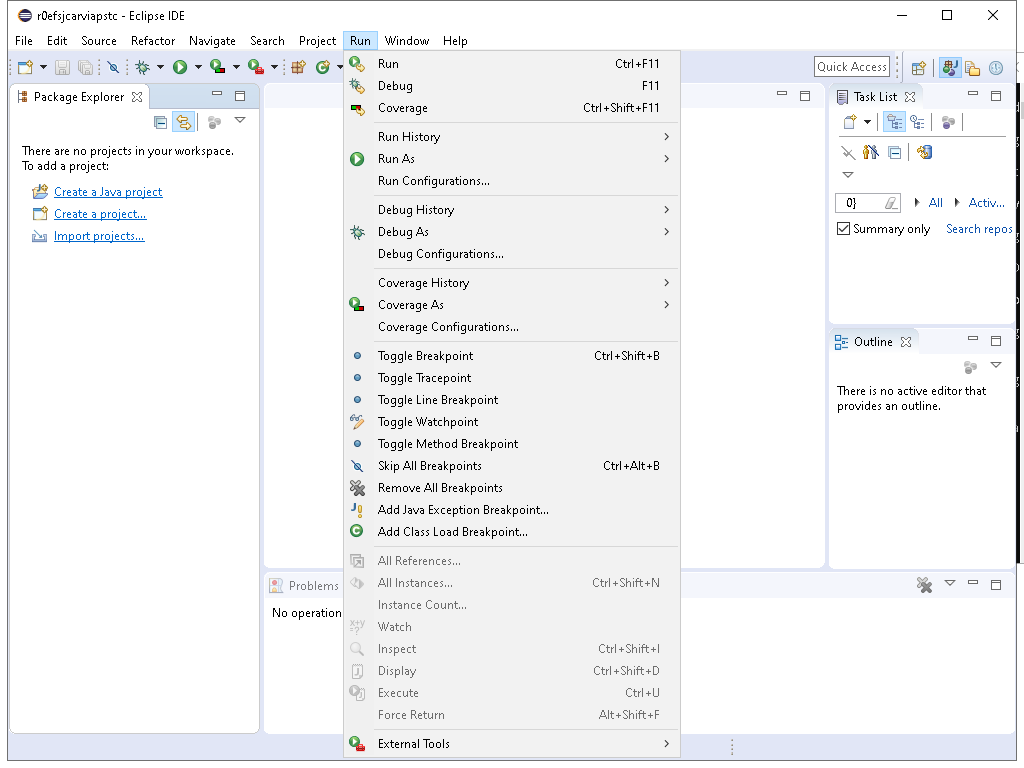 r0efsjcarviapstc - Eclipse IDE
File Edit Source Refactor Navigate Search Project Run Window Help
Quick Access
Package Explorer
There are no projects in your workspace.
To add a project:
Create a Java project
Create a project...
Import projects...
Run Ctrl+F11
Debug F11
Coverage Ctrl+Shift+F11
Run History
Run As
Run Configurations...
Debug History
Debug As
Debug Configurations...
Coverage History
Coverage As
Coverage Configurations...
Toggle Breakpoint Ctrl+Shift+B
Toggle Tracepoint
Toggle Line Breakpoint
Toggle Watchpoint
Toggle Method Breakpoint
Skip All Breakpoints Ctrl+Alt+B
Remove All Breakpoints
Add Java Exception Breakpoint...
Add Class Load Breakpoint...
All References...
All Instances... Ctrl+Shift+N
Instance Count...
Watch
Inspect Ctrl+Shift+I
Display Ctrl+Shift+D
Execute Ctrl+U
Force Return Alt+Shift+F
External Tools
Problems
No operation
Task List
0} All Activ...
Summary only Search repos
Outline
There is no active editor that
provides an outline.